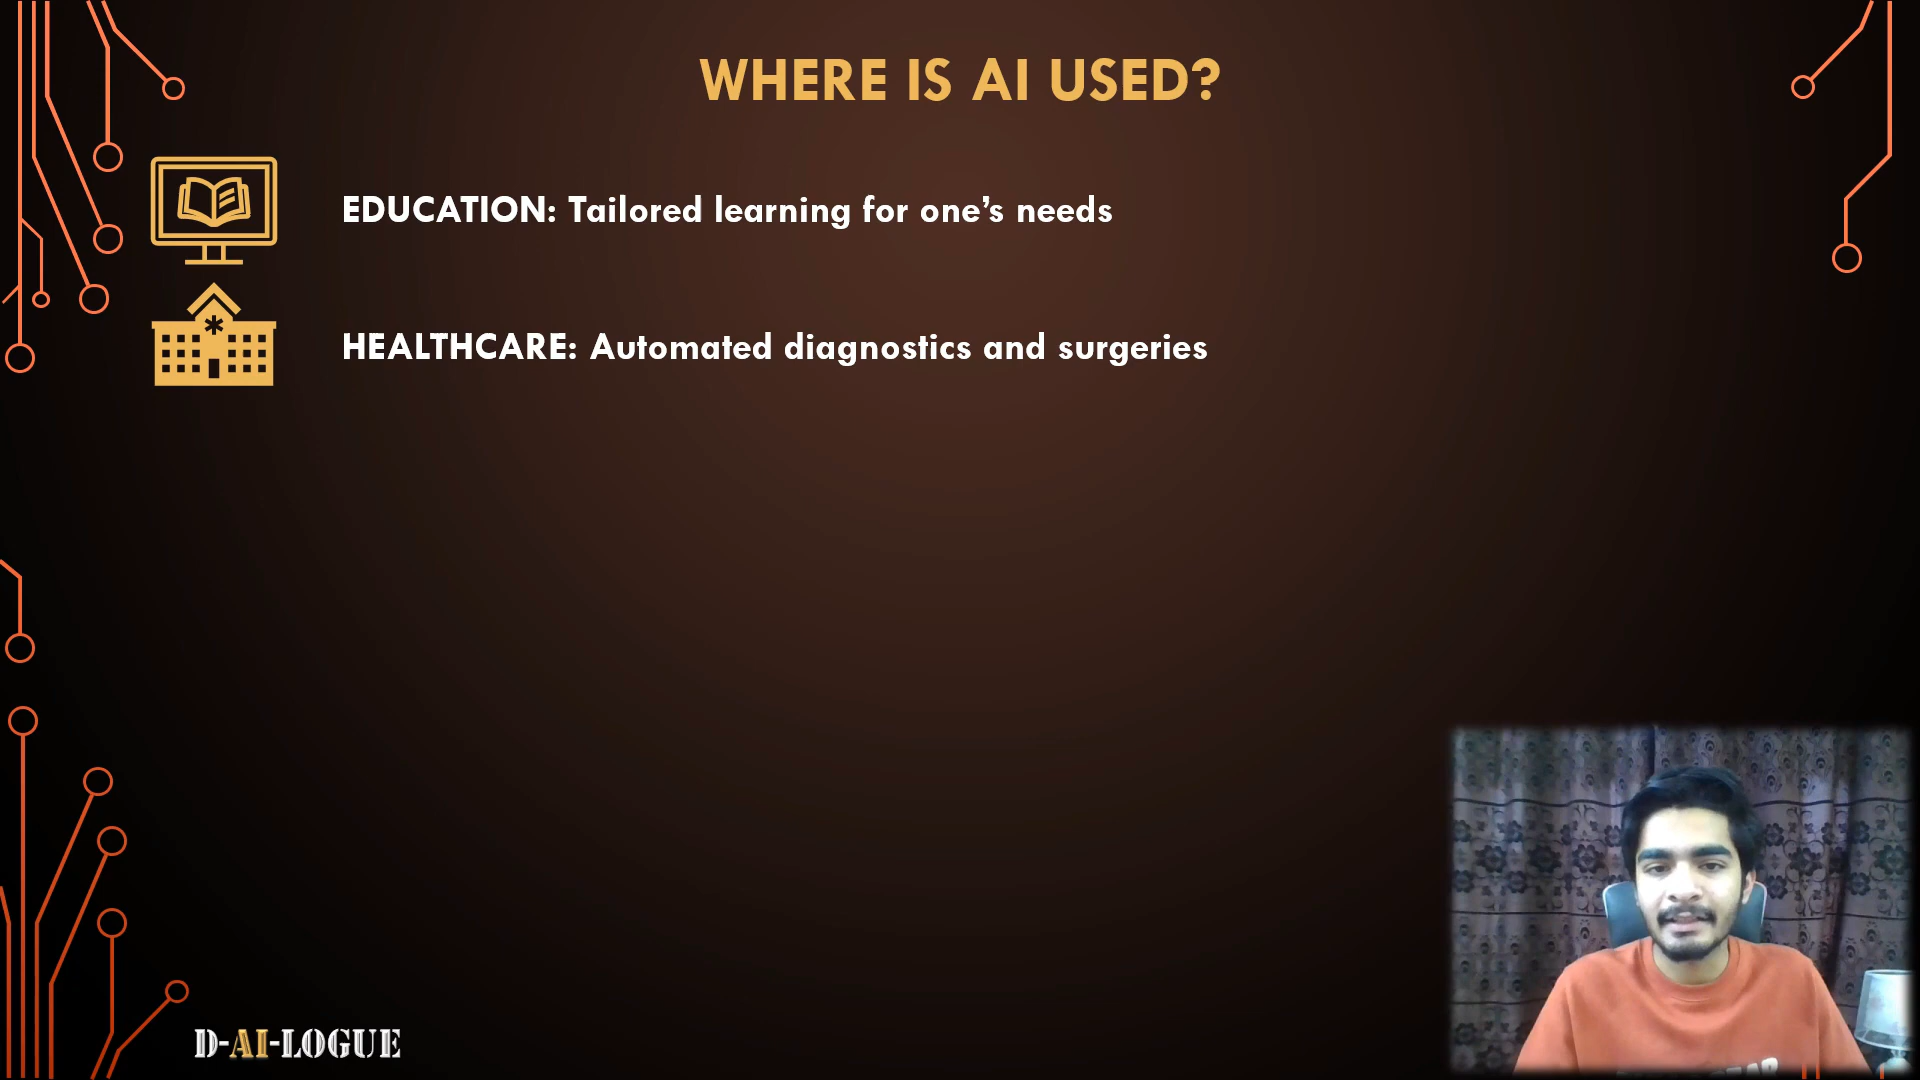 WHERE IS AI USED?
EDUCATION: Tailored learning for one’s needs
HEALTHCARE: Automated diagnostics and surgeries
D-AI-LOGUE